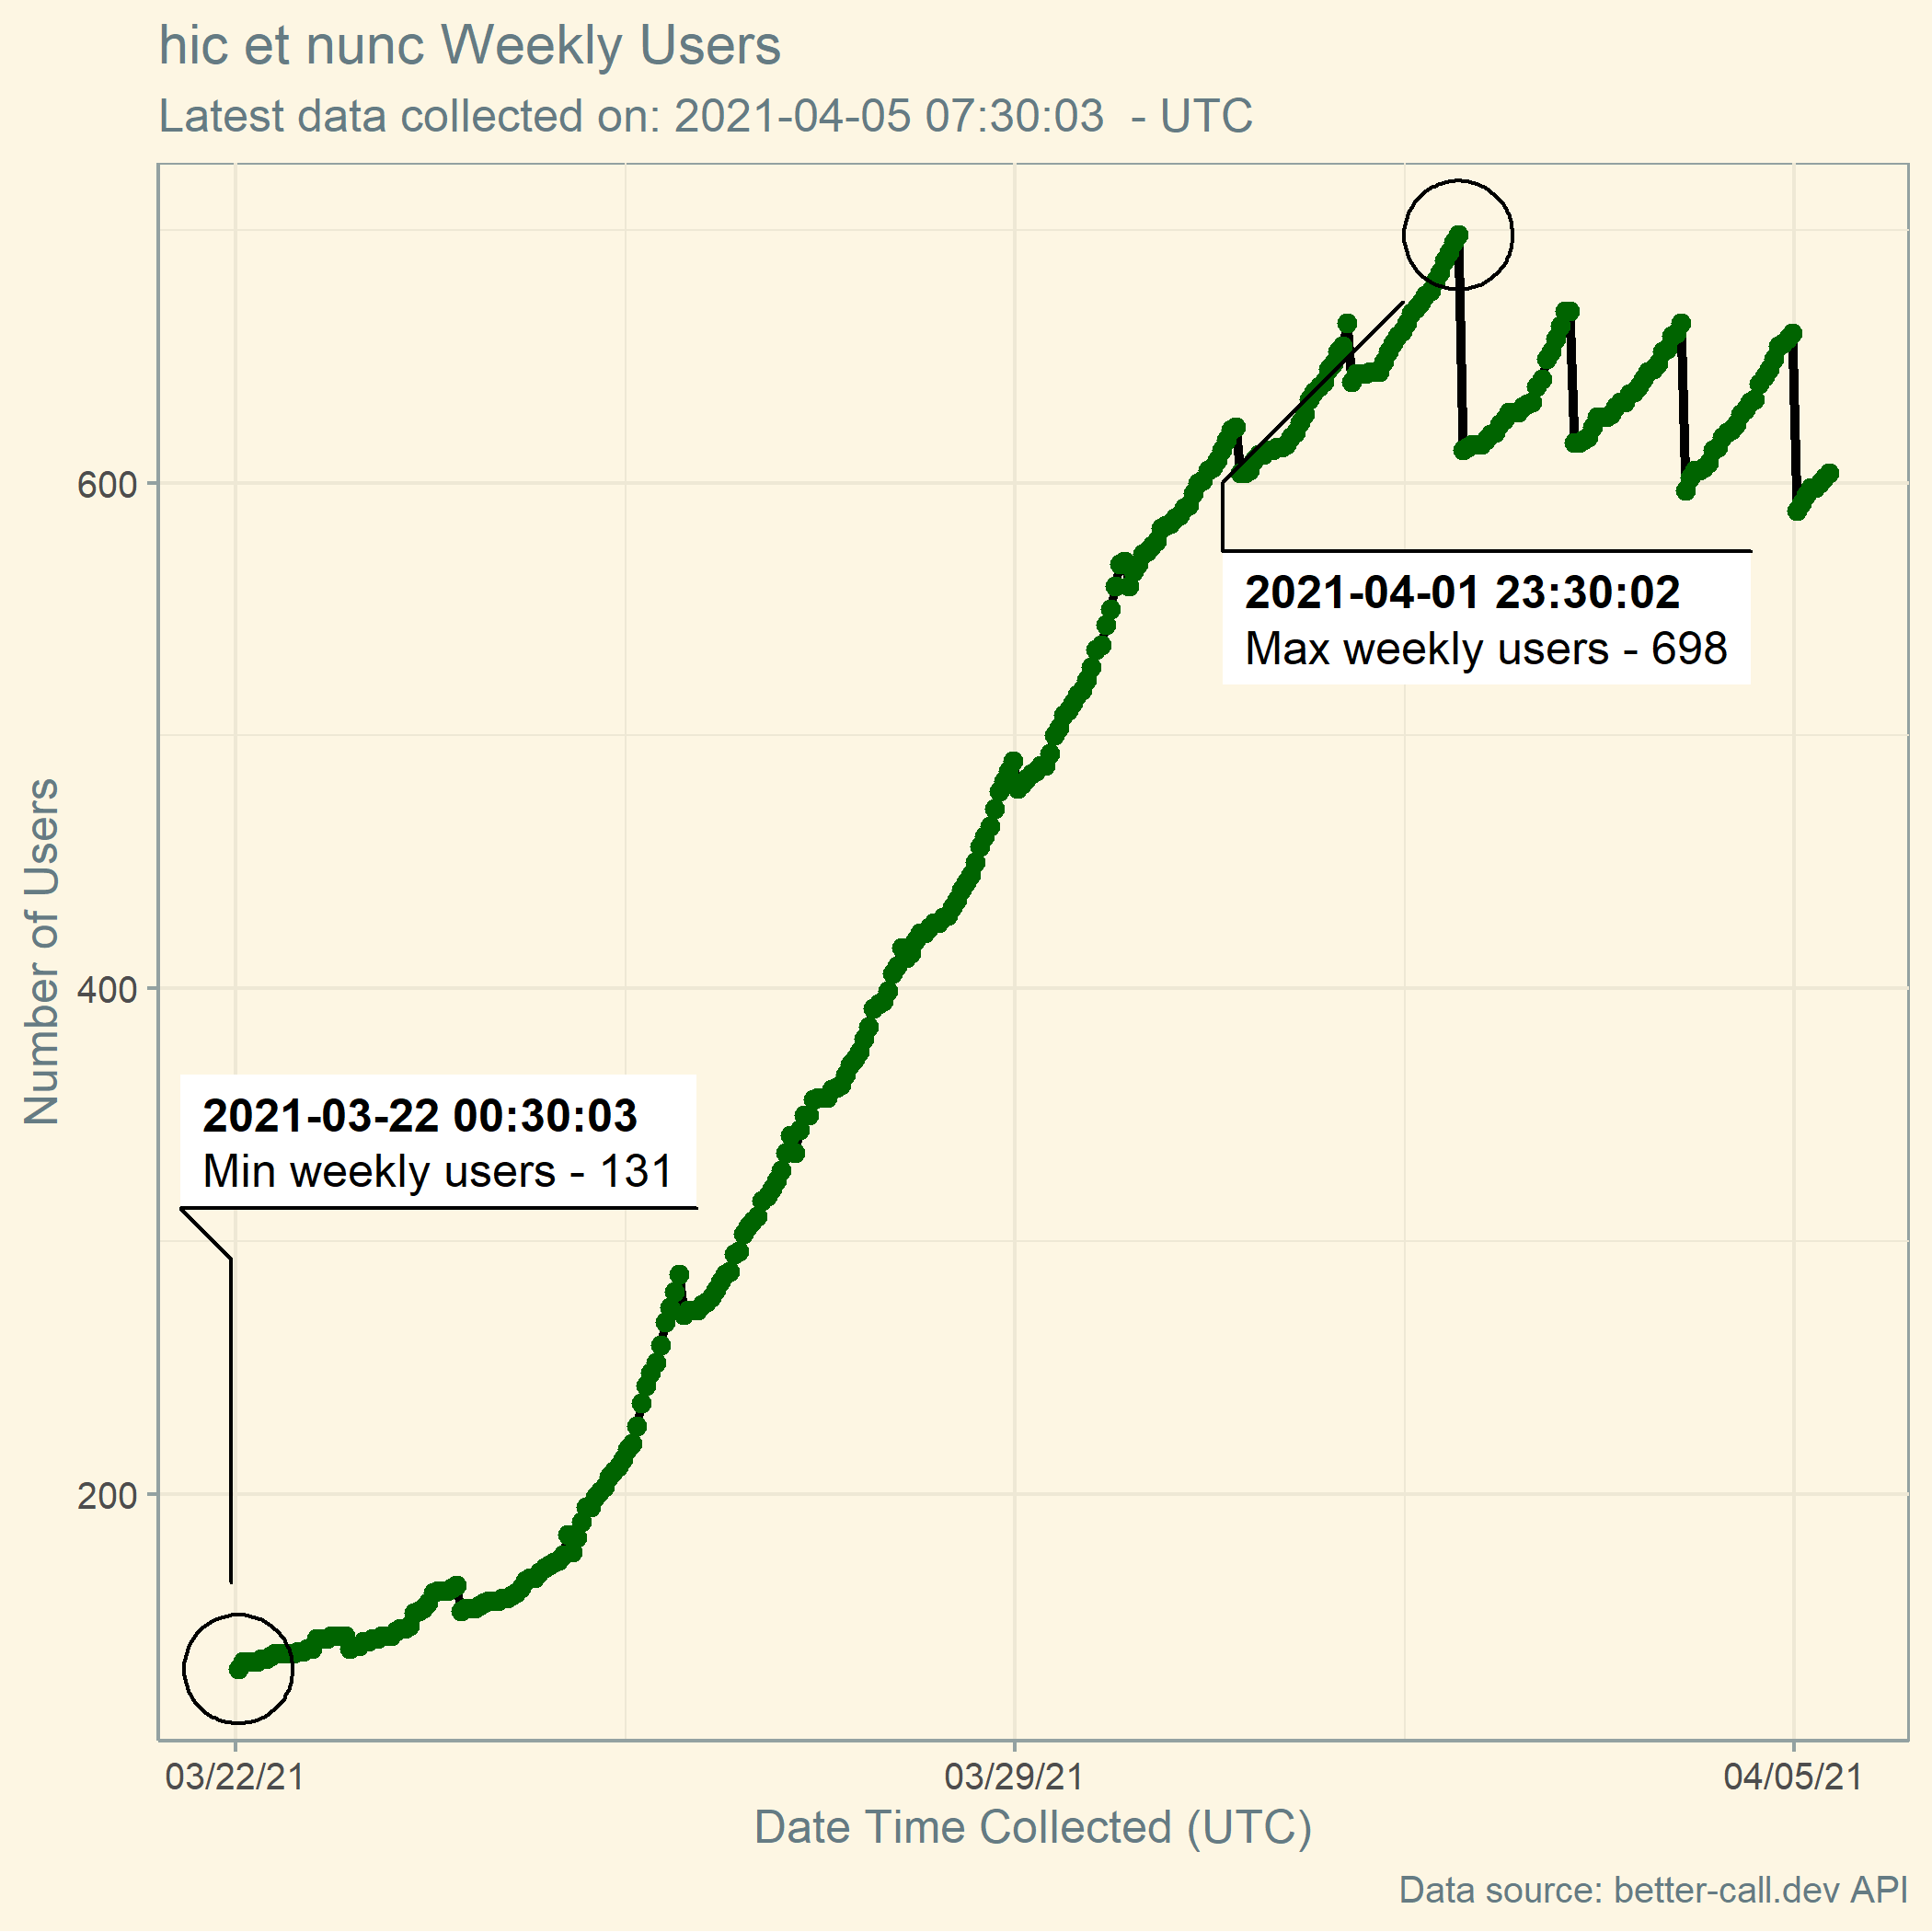 hic et nunc Weekly Users
Latest data collected on: 2021-04-05 07:30:03  - UTC
Number of Users
600
400
200
2021-04-01 23:30:02
Max weekly users - 698
2021-03-22 00:30:03
Min weekly users - 131
03/22/21
03/29/21
04/05/21
Date Time Collected (UTC)
Data source: better-call.dev API